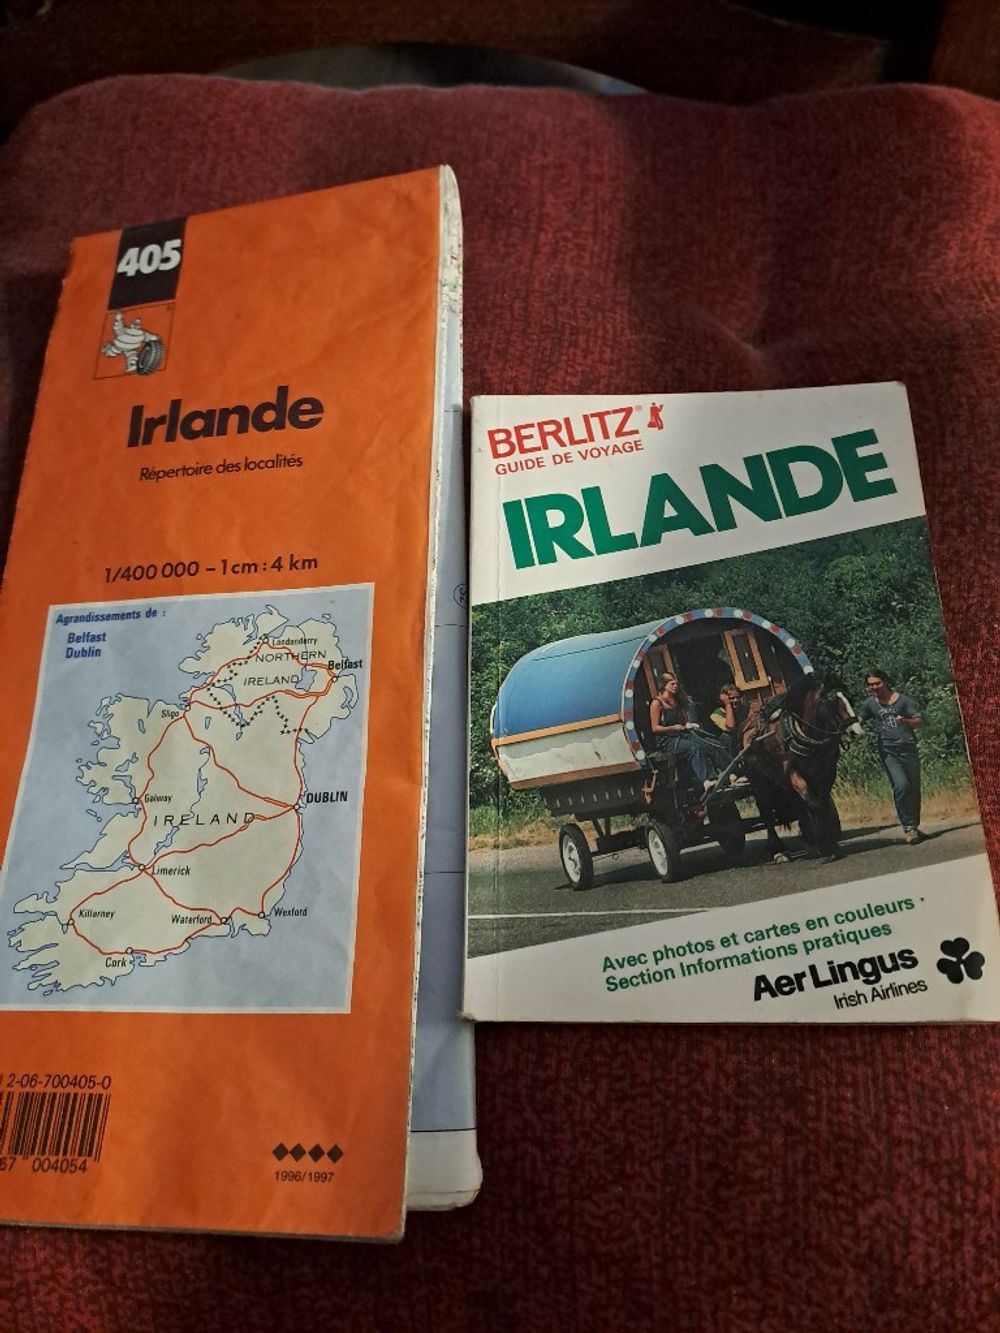 405
Irlande
Répertoire des localités
1/400 000 – 1 cm : 4 km
Agrandissements de :
Belfast
Dublin
Londonderry
NORTHERN
IRELAND
Belfast
Sligo
Galway
DUBLIN
IRELAND
Limerick
Killarney
Waterford
Wexford
Cork
2-06-700405-0
67 004054
1996/1997
BERLITZ®
GUIDE DE VOYAGE
IRLANDE
Avec photos et cartes en couleurs
Section Informations pratiques
Aer Lingus
Irish Airlines